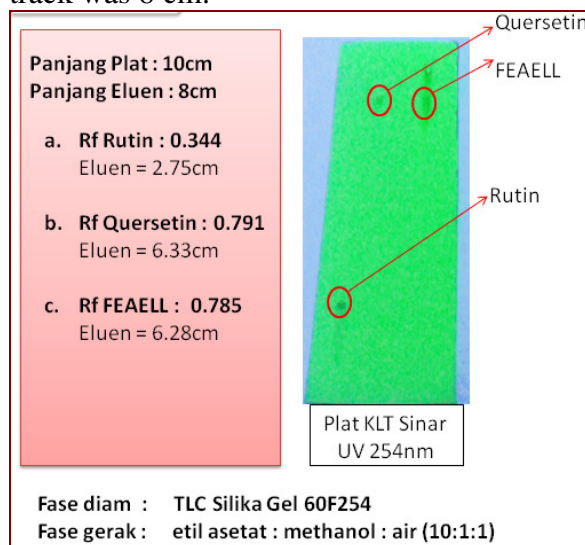 track was 8 cm.
Panjang Plat : 10cm
Panjang Eluen : 8cm
a. Rf Rutin : 0.344
Eluen = 2.75cm
b. Rf Quersetin : 0.791
Eluen = 6.33cm
c. Rf FEAELL : 0.785
Eluen = 6.28cm
Quersetin
FEAELL
Rutin
Plat KLT Sinar
UV 254nm
Fase diam : TLC Silika Gel 60F254
Fase gerak : etil asetat : methanol : air (10:1:1)